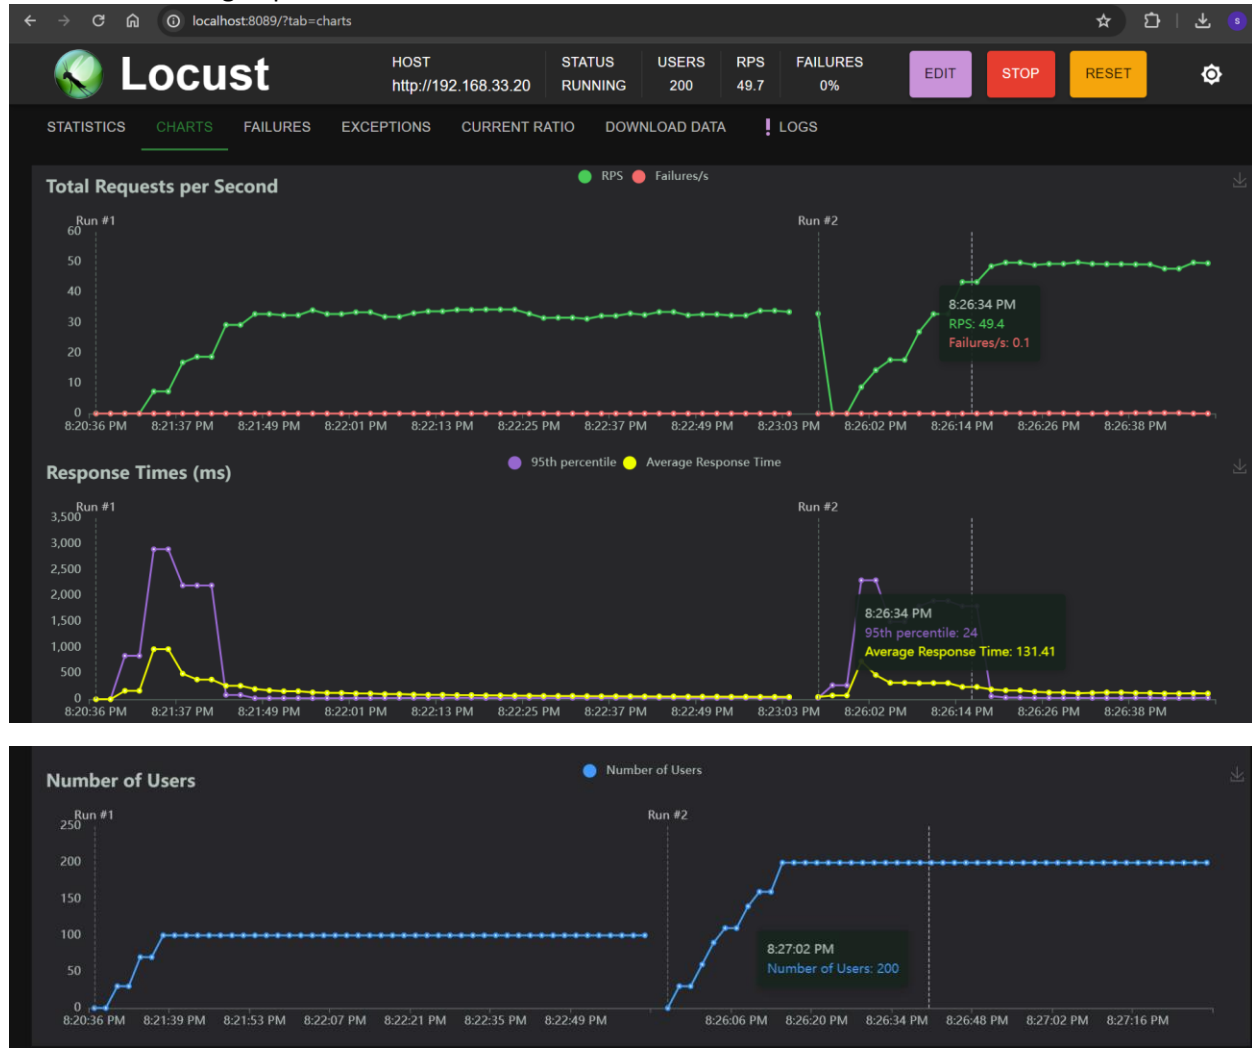 localhost:8089/?tab=charts
s
Locust
HOST
http://192.168.33.20
STATUS
RUNNING
USERS
200
RPS
49.7
FAILURES
0%
EDIT
STOP
RESET
STATISTICS CHARTS FAILURES EXCEPTIONS CURRENT RATIO DOWNLOAD DATA ! LOGS
Total Requests per Second
RPS Failures/s
Run #1
Run #2
60
50
40
30
20
10
0
8:26:34 PM
RPS: 49.4
Failures/s: 0.1
8:20:36 PM 8:21:37 PM 8:21:49 PM 8:22:01 PM 8:22:13 PM 8:22:25 PM 8:22:37 PM 8:22:49 PM 8:23:03 PM 8:26:02 PM 8:26:14 PM 8:26:26 PM 8:26:38 PM
Response Times (ms)
95th percentile Average Response Time
Run #1
Run #2
3,500
3,000
2,500
2,000
1,500
1,000
500
0
8:26:34 PM
95th percentile: 24
Average Response Time: 131.41
8:20:36 PM 8:21:37 PM 8:21:49 PM 8:22:01 PM 8:22:13 PM 8:22:25 PM 8:22:37 PM 8:22:49 PM 8:23:03 PM 8:26:02 PM 8:26:14 PM 8:26:26 PM 8:26:38 PM
Number of Users
Number of Users
Run #1
Run #2
250
200
150
100
50
0
8:27:02 PM
Number of Users: 200
8:20:36 PM 8:21:39 PM 8:21:53 PM 8:22:07 PM 8:22:21 PM 8:22:35 PM 8:22:49 PM 8:26:06 PM 8:26:20 PM 8:26:34 PM 8:26:48 PM 8:27:02 PM 8:27:16 PM